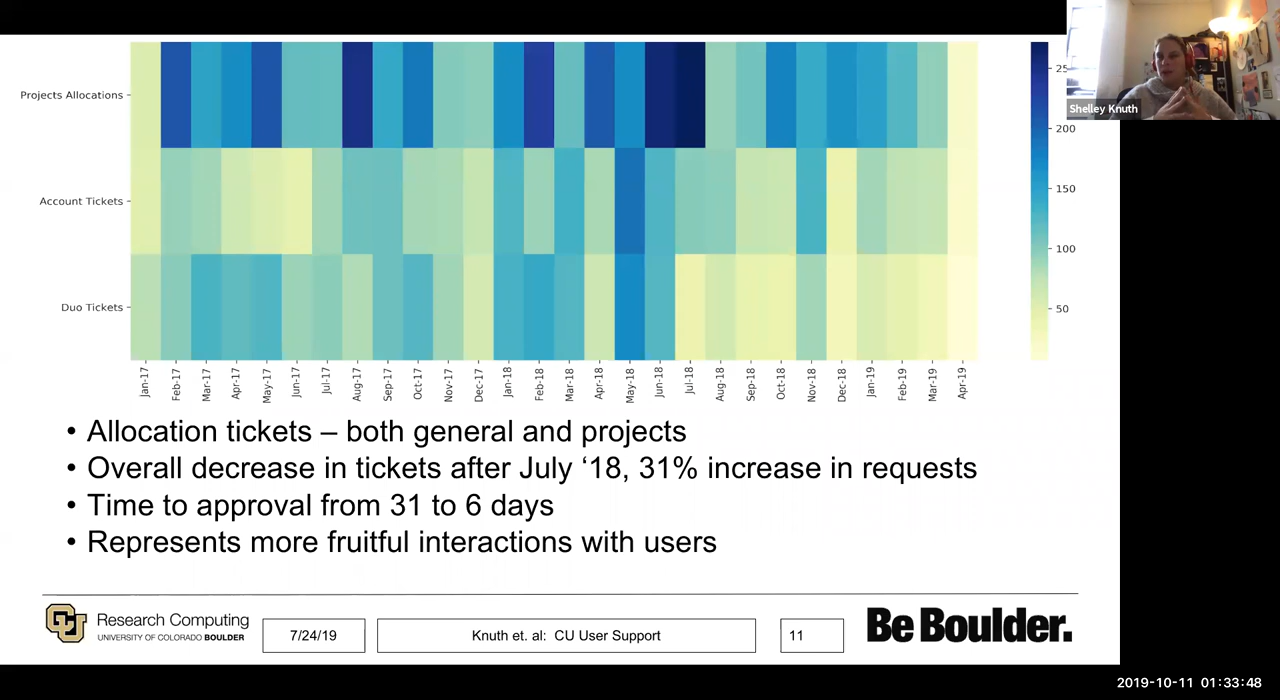 Projects Allocations
Account Tickets
Duo Tickets
Jan-17 Feb-17 Mar-17 Apr-17 May-17 Jun-17 Jul-17 Aug-17 Sep-17 Oct-17 Nov-17 Dec-17 Jan-18 Feb-18 Mar-18 Apr-18 May-18 Jun-18 Jul-18 Aug-18 Sep-18 Oct-18 Nov-18 Dec-18 Jan-19 Feb-19 Mar-19 Apr-19
200
150
100
50
Shelley Knuth
• Allocation tickets – both general and projects
• Overall decrease in tickets after July ‘18, 31% increase in requests
• Time to approval from 31 to 6 days
• Represents more fruitful interactions with users
CU
Research Computing
UNIVERSITY OF COLORADO BOULDER
7/24/19
Knuth et. al: CU User Support
11
Be Boulder.
2019-10-11 01:33:48